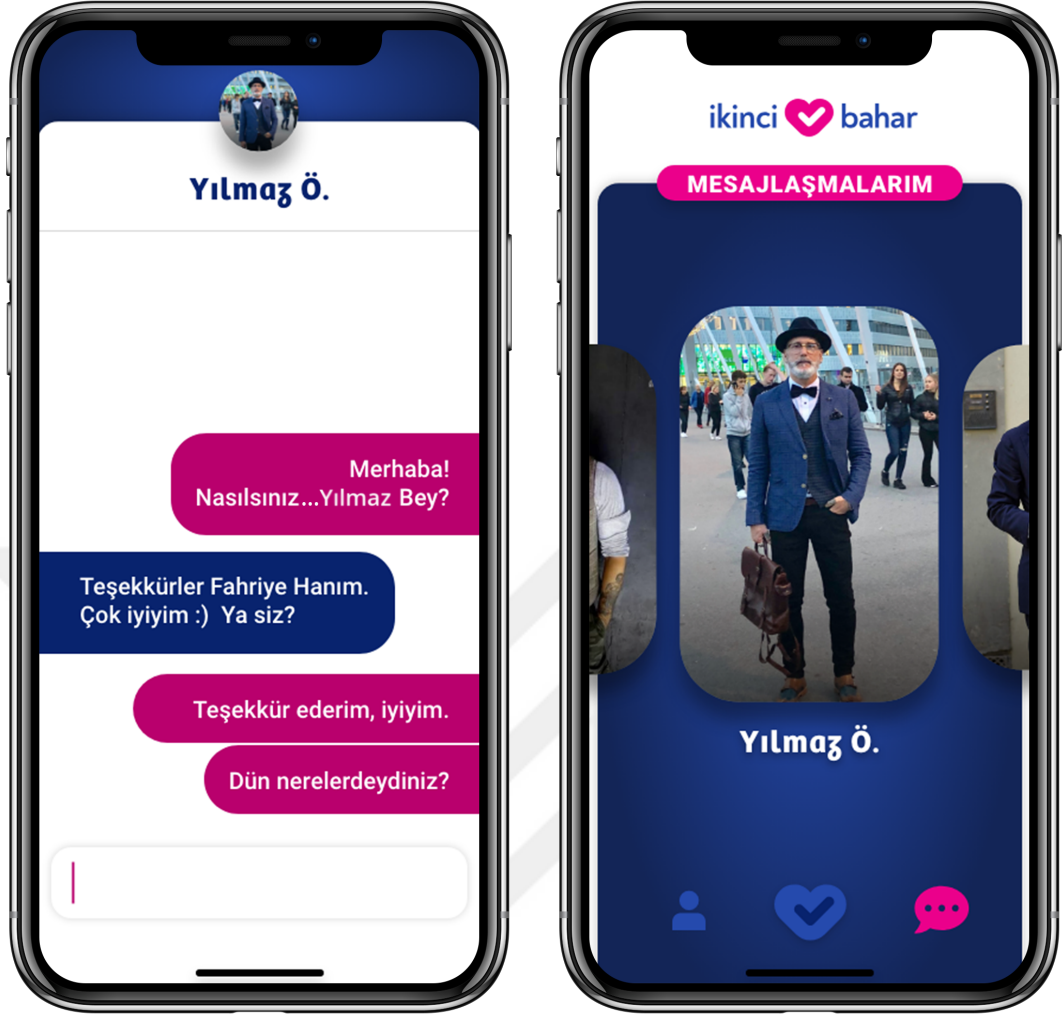 Yılmaz Ö.
Merhaba!
Nasılsınız...Yılmaz Bey?
Teşekkürler Fahriye Hanım.
Çok iyiyim :) Ya siz?
Teşekkür ederim, iyiyim.
Dün nerelerdeydiniz?
ikinci bahar
MESAJLAŞMALARIM
Yılmaz Ö.